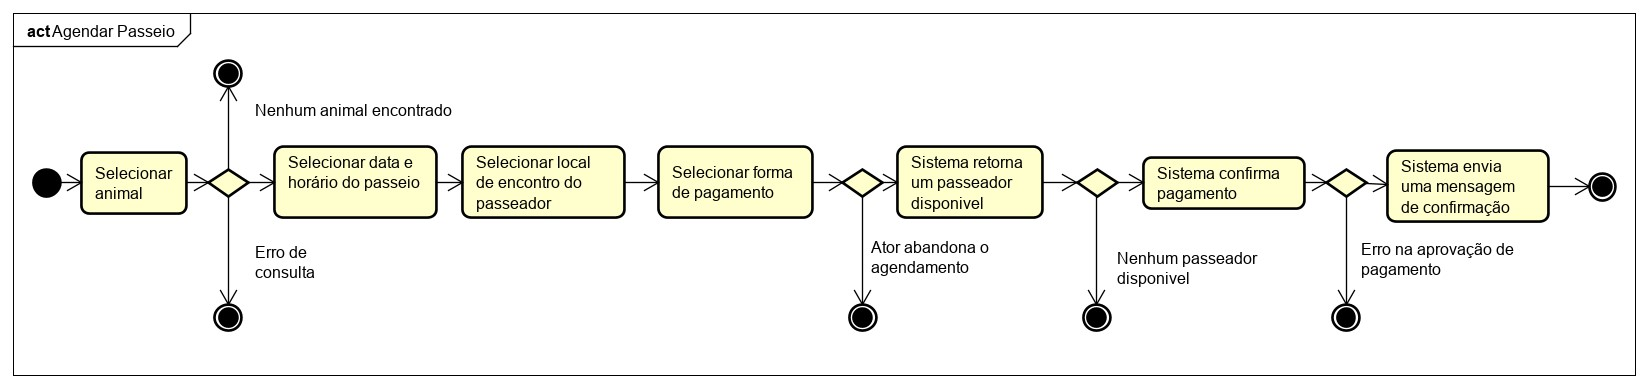 act Agendar Passeio
Nenhum animal encontrado
Selecionar
animal
Selecionar data e
horário do passeio
Selecionar local
de encontro do
passeador
Selecionar forma
de pagamento
Sistema retorna
um passeador
disponivel
Sistema confirma
pagamento
Sistema envia
uma mensagem
de confirmação
Erro de
consulta
Ator abandona o
agendamento
Nenhum passeador
disponivel
Erro na aprovação de
pagamento